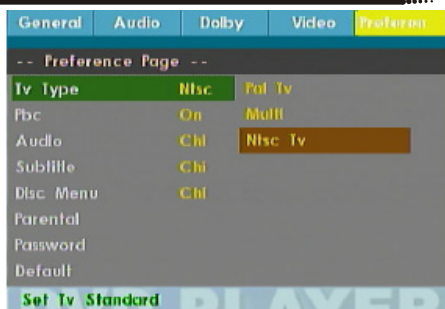 General Audio Dolby Video Preferen
-- Preference Page --
Tv Type Ntsc Pal Tv
Pbc On Multi
Audio Chi Ntsc Tv
Subtitle Chi
Disc Menu Chi
Parental
Password
Default
Set Tv Standard
PLAYER